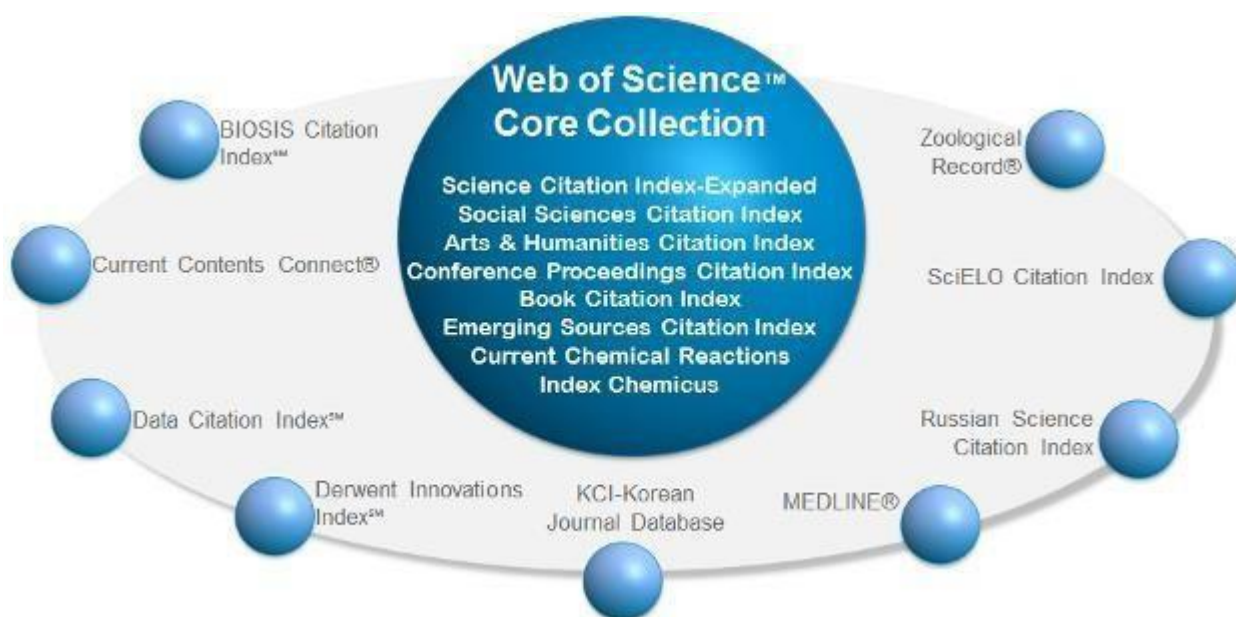 Web of Science™
Core Collection
Science Citation Index-Expanded
Social Sciences Citation Index
Arts & Humanities Citation Index
Conference Proceedings Citation Index
Book Citation Index
Emerging Sources Citation Index
Current Chemical Reactions
Index Chemicus
BIOSIS Citation
Index℠
Current Contents Connect®
Data Citation Index℠
Derwent Innovations
Index℠
KCI-Korean
Journal Database
MEDLINE®
Russian Science
Citation Index
SciELO Citation Index
Zoological
Record®